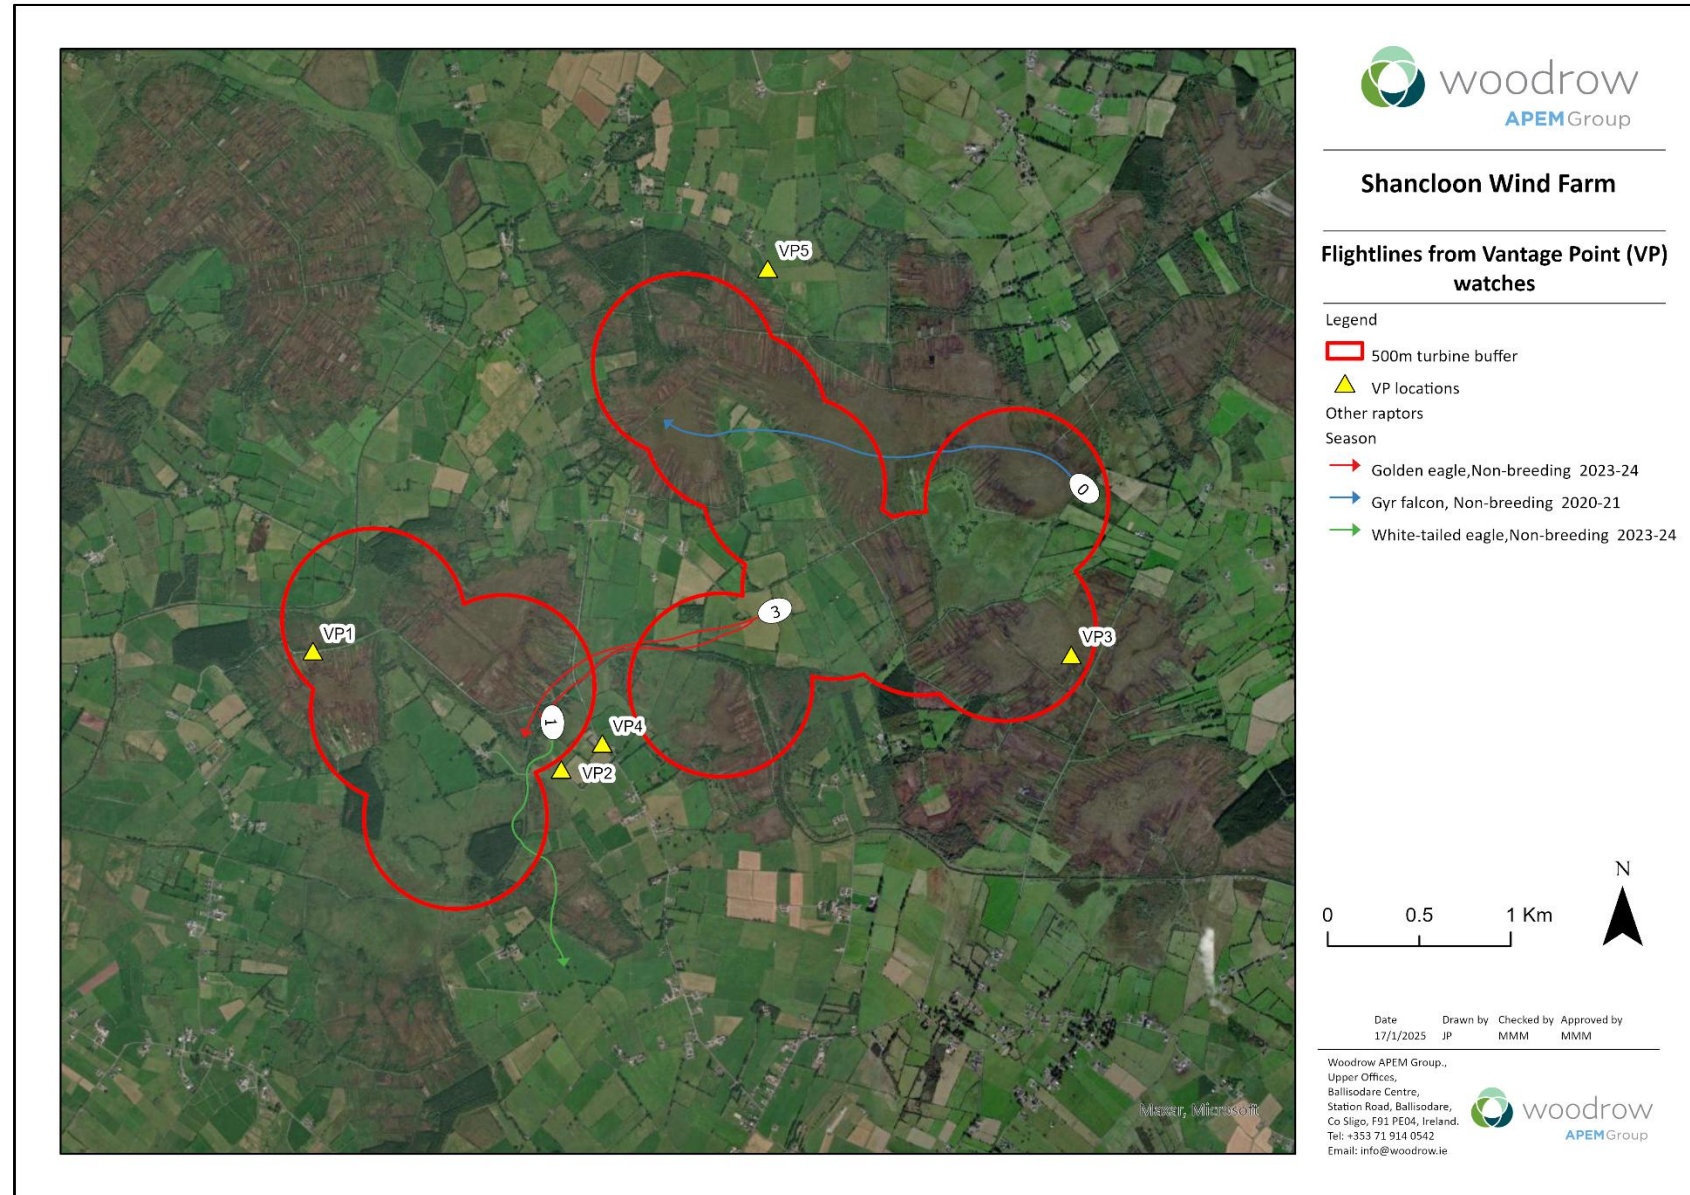 woodrow
APEMGroup
Shancloon Wind Farm
Flightlines from Vantage Point (VP)
watches
Legend
500m turbine buffer
VP locations
Other raptors
Season
Golden eagle,Non-breeding 2023-24
Gyr falcon, Non-breeding 2020-21
White-tailed eagle,Non-breeding 2023-24
VP5
0
3
VP1
VP3
1
VP4
VP2
N
0 0.5 1 Km
Maxar, Microsoft
Date Drawn by Checked by Approved by
17/1/2025 JP MMM MMM
Woodrow APEM Group.,
Upper Offices,
Ballisodare Centre,
Station Road, Ballisodare,
Co Sligo, F91 PE04, Ireland.
Tel: +353 71 914 0542
Email: info@woodrow.ie
woodrow
APEMGroup